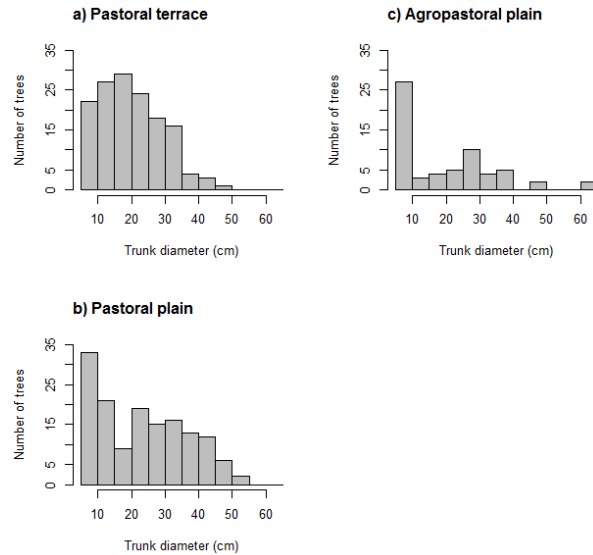 a) Pastoral terrace
Number of trees
0 5 15 25 35
10 20 30 40 50 60
Trunk diameter (cm)
c) Agropastoral plain
Number of trees
0 5 15 25 35
10 20 30 40 50 60
Trunk diameter (cm)
b) Pastoral plain
Number of trees
0 5 15 25 35
10 20 30 40 50 60
Trunk diameter (cm)